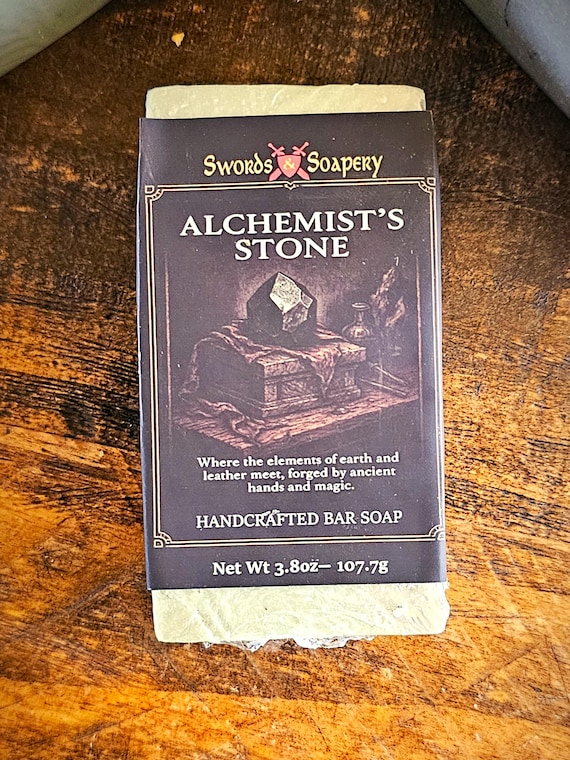 Swords & Soapery
ALCHEMIST'S
STONE
Where the elements of earth and
leather meet, forged by ancient
hands and magic.
HANDCRAFTED BAR SOAP
Net Wt 3.8oz— 107.7g